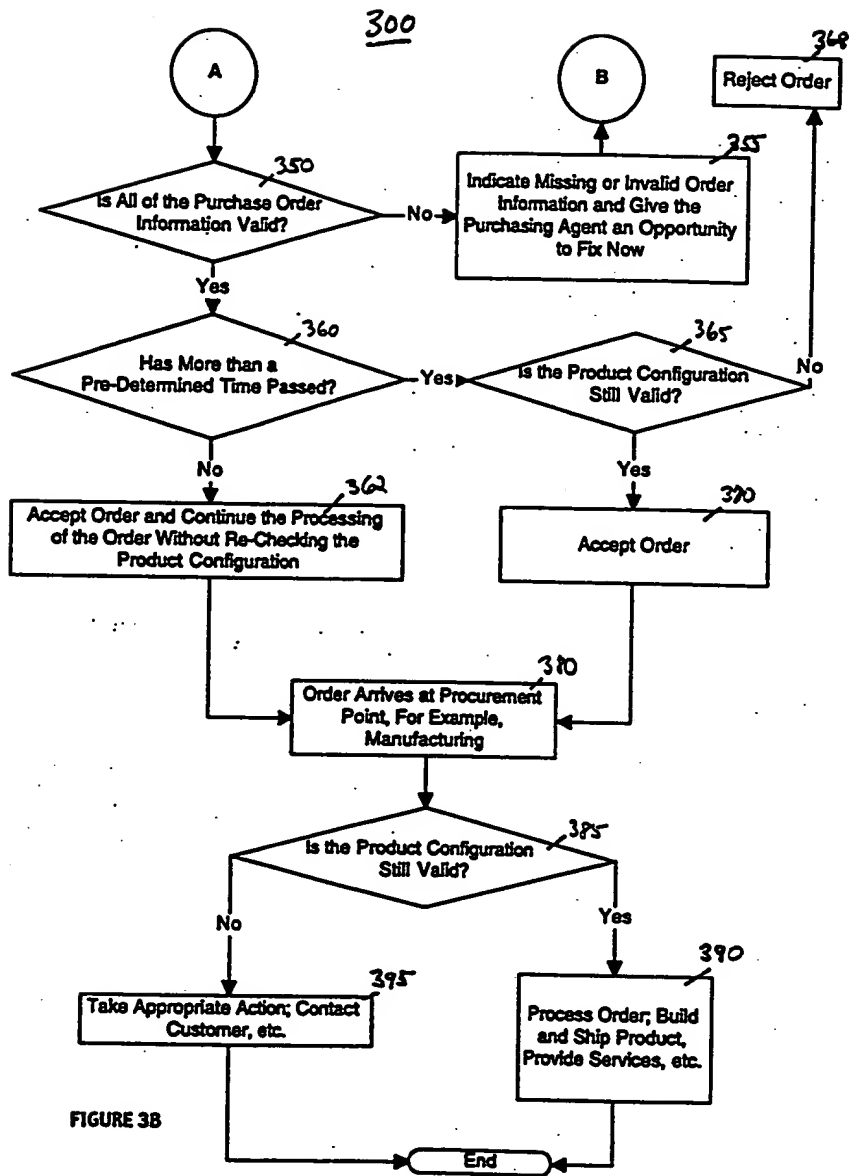 300
A
B
368
Reject Order
350
Is All of the Purchase Order
Information Valid?
No
355
Indicate Missing or Invalid Order
Information and Give the
Purchasing Agent an Opportunity
to Fix Now
Yes
360
Has More than a
Pre-Determined Time Passed?
Yes
365
Is the Product Configuration
Still Valid?
No
No
362
Accept Order and Continue the Processing
of the Order Without Re-Checking the
Product Configuration
Yes
370
Accept Order
380
Order Arrives at Procurement
Point, For Example,
Manufacturing
385
Is the Product Configuration
Still Valid?
No
Yes
395
Take Appropriate Action; Contact
Customer, etc.
390
Process Order; Build
and Ship Product,
Provide Services, etc.
FIGURE 3B
End